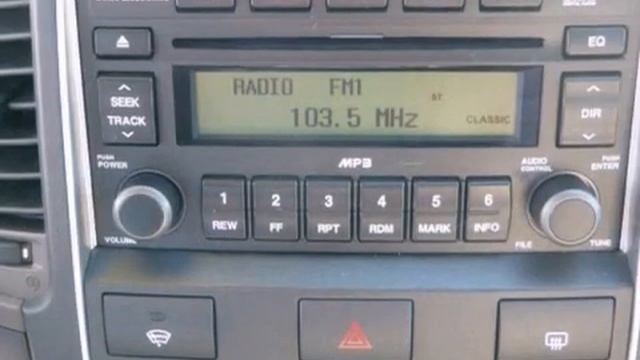 EQ
RADIO FM1
ST
103.5 MHz CLASSIC
SEEK
TRACK
DIR
MP3
PUSH
POWER
AUDIO
CONTROL
PUSH
ENTER
1 2 3 4 5 6
REW FF RPT RDM MARK INFO
VOLUME
FILE TUNE